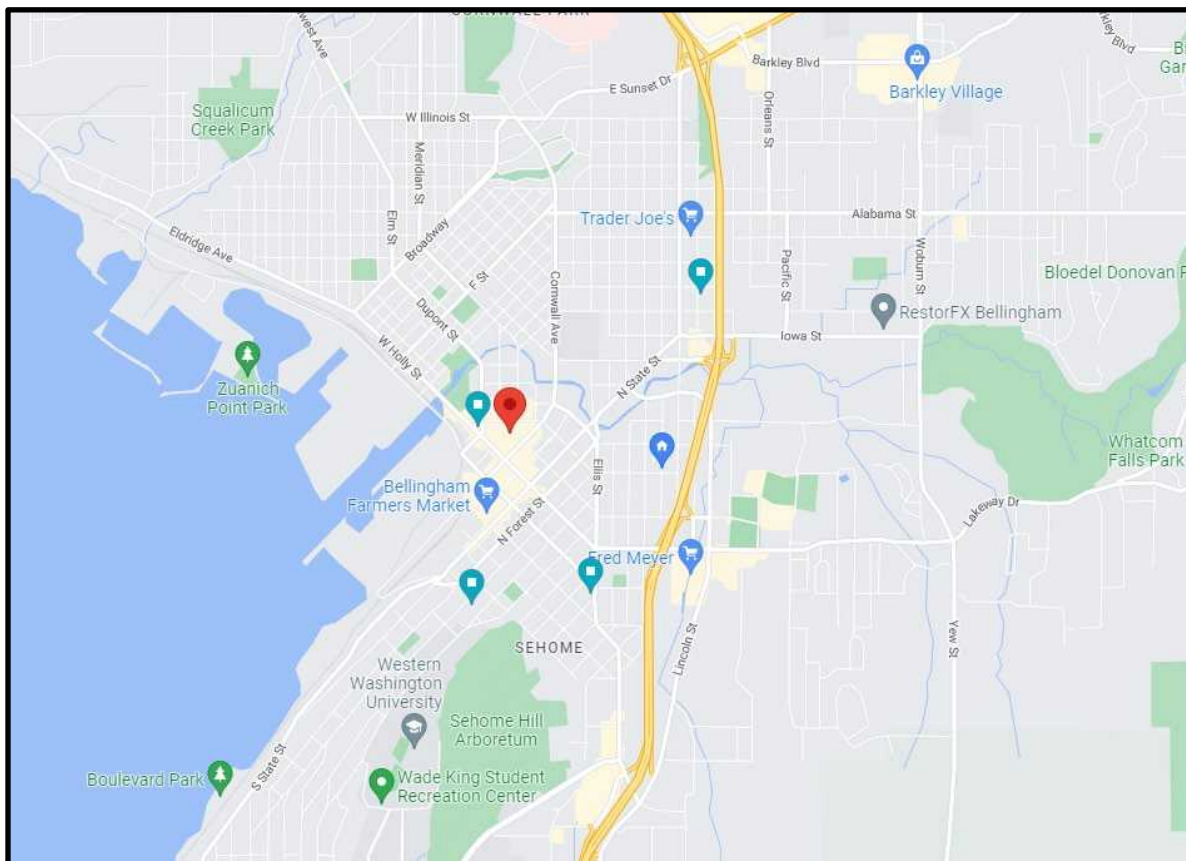 CORNWALL PARK
Barkley Blvd
Barkley Blvd
Barkley Village
E Sunset Dr
Orleans St
Squalicum
Creek Park
W Illinois St
Meridian St
Trader Joe's
Alabama St
Elm St
Broadway
Eldridge Ave
Woburn St
Pacific St
F St
Cornwall Ave
Bloedel Donovan P
Dupont St
RestorFX Bellingham
Iowa St
W Holly St
N State St
Zuanich
Point Park
Whatcom
Falls Park
Ellis St
Bellingham
Farmers Market
N Forest St
Lakeway Dr
Fred Meyer
Yew St
Lincoln St
SEHOME
Western
Washington
University
Sehome Hill
Arboretum
S State St
Boulevard Park
Wade King Student
Recreation Center